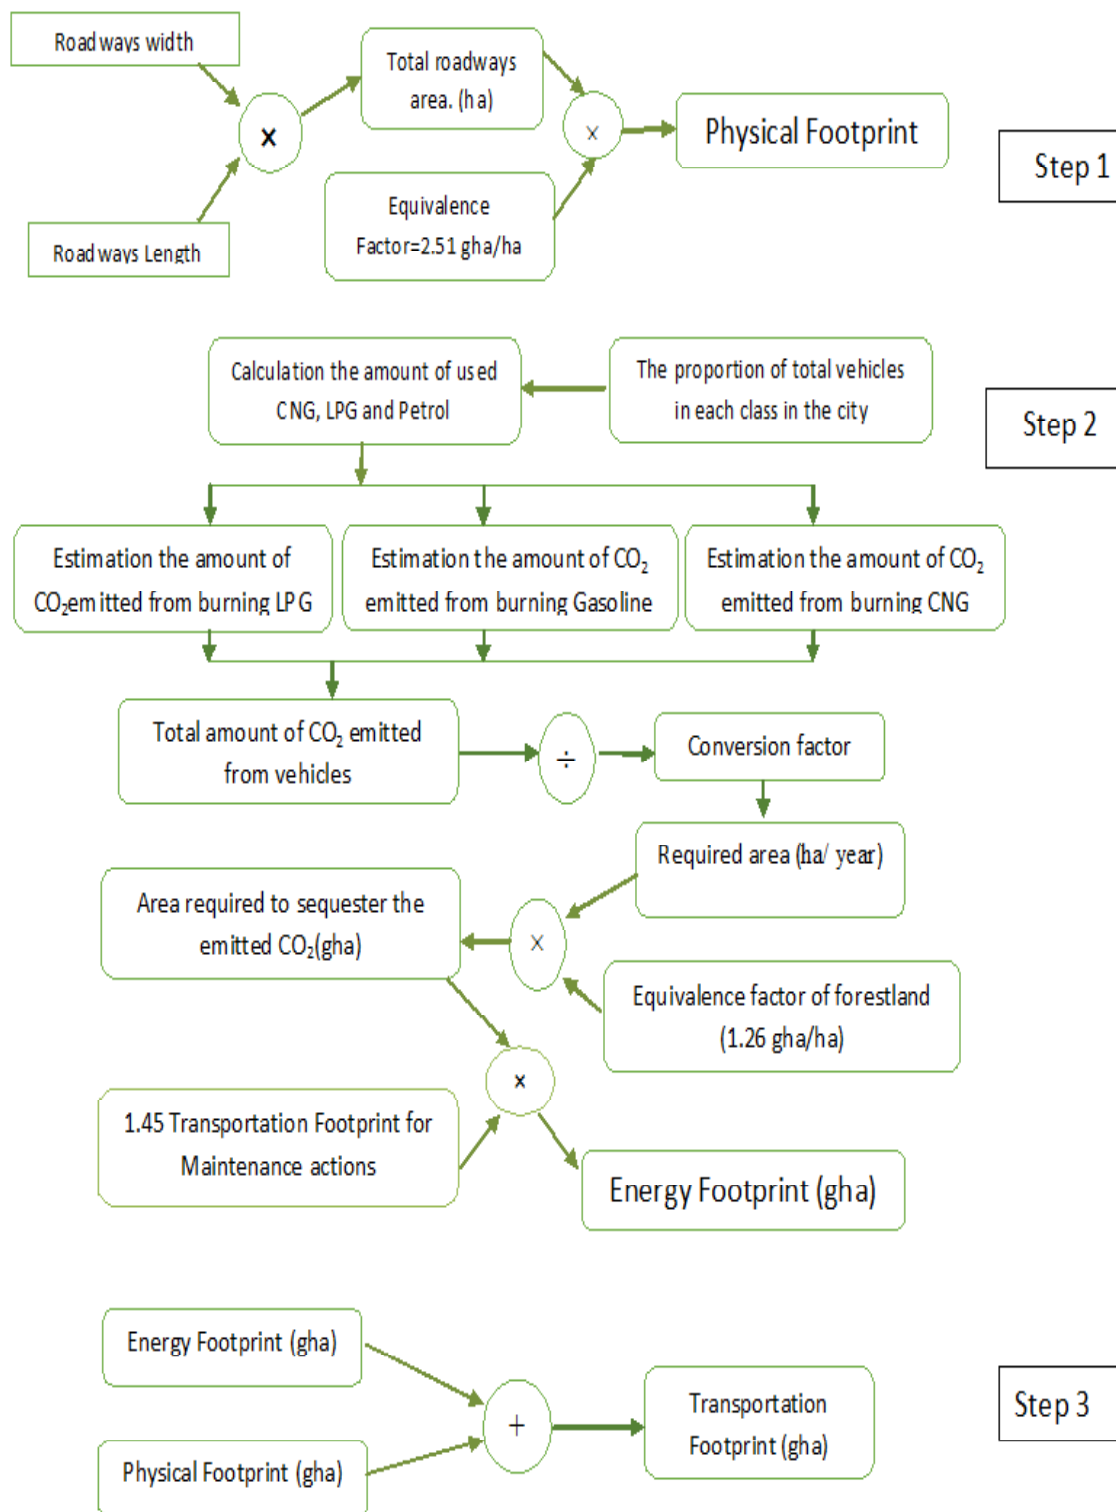 Roadways width
Total roadways
area. (ha)
×
×
Physical Footprint
Step 1
Equivalence
Factor=2.51 gha/ha
Roadways Length
Calculation the amount of used
CNG, LPG and Petrol
The proportion of total vehicles
in each class in the city
Step 2
Estimation the amount of
CO₂emitted from burning LPG
Estimation the amount of CO₂
emitted from burning Gasoline
Estimation the amount of CO₂
emitted from burning CNG
Total amount of CO₂ emitted
from vehicles
÷
Conversion factor
Required area (ha/ year)
Area required to sequester the
emitted CO₂(gha)
×
Equivalence factor of forestland
(1.26 gha/ha)
×
1.45 Transportation Footprint for
Maintenance actions
Energy Footprint (gha)
Energy Footprint (gha)
+
Transportation
Footprint (gha)
Step 3
Physical Footprint (gha)